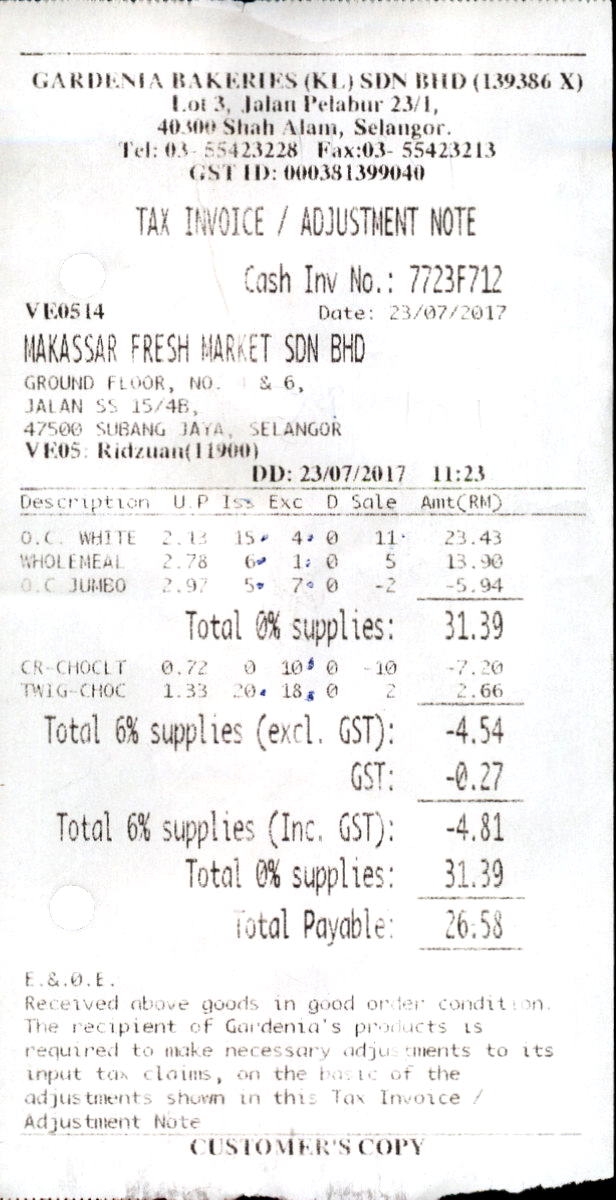 GARDENIA BAKERIES (KL) SDN BHD (139386 X)
Lot 3, Jalan Pelabur 23/1,
40300 Shah Alam, Selangor.
Tel: 03- 55423228 Fax:03- 55423213
GST ID: 000381399040
TAX INVOICE / ADJUSTMENT NOTE
Cash Inv No.: 7723F712
VE0514 Date: 23/07/2017
MAKASSAR FRESH MARKET SDN BHD
GROUND FLOOR, NO. & 6,
JALAN SS 15/4B,
47500 SUBANG JAYA, SELANGOR
VE05: Ridzuan(11900)
DD: 23/07/2017 11:23
Description U.P Iss Exc D Sale Amt(RM)
O.C. WHITE 2.13 15 4 0 11 23.43
WHOLEMEAL 2.78 6 1 0 5 13.90
O.C JUMBO 2.97 5 7 0 -2 -5.94
Total 0% supplies: 31.39
CR-CHOCLT 0.72 0 10 0 -10 -7.20
TWIG-CHOC 1.33 20 18 0 2 2.66
Total 6% supplies (excl. GST): -4.54
GST: -0.27
Total 6% supplies (Inc. GST): -4.81
Total 0% supplies: 31.39
Total Payable: 26.58
E.&.O.E.
Received above goods in good order condition.
The recipient of Gardenia's products is
required to make necessary adjustments to its
input tax claims, on the basic of the
adjustments shown in this Tax Invoice /
Adjustment Note
CUSTOMER'S COPY